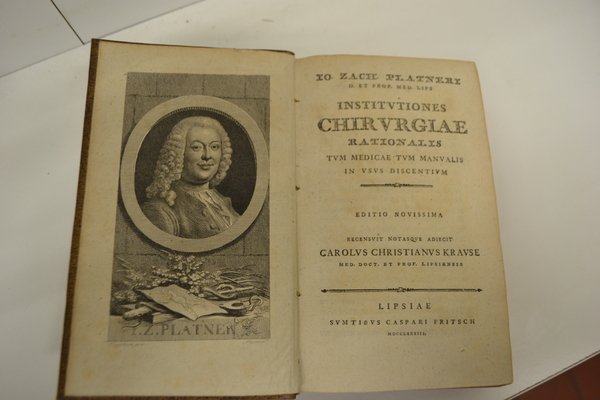 I. Z. PLATNER
IO. ZACH. PLATNERI
D. ET PROF. MED. LIPS
INSTITVTIONES
CHIRVRGIAE
RATIONALIS
TVM MEDICAE TVM MANVALIS
IN VSVS DISCENTIVM
EDITIO NOVISSIMA
RECENSVIT NOTASQVE ADIECIT
CAROLVS CHRISTIANVS KRAVSE
MED. DOCT. ET PROF. LIPSIENSIS
LIPSIAE
SVMTIBVS CASPARI FRITSCH
MDCCLXXXIII.